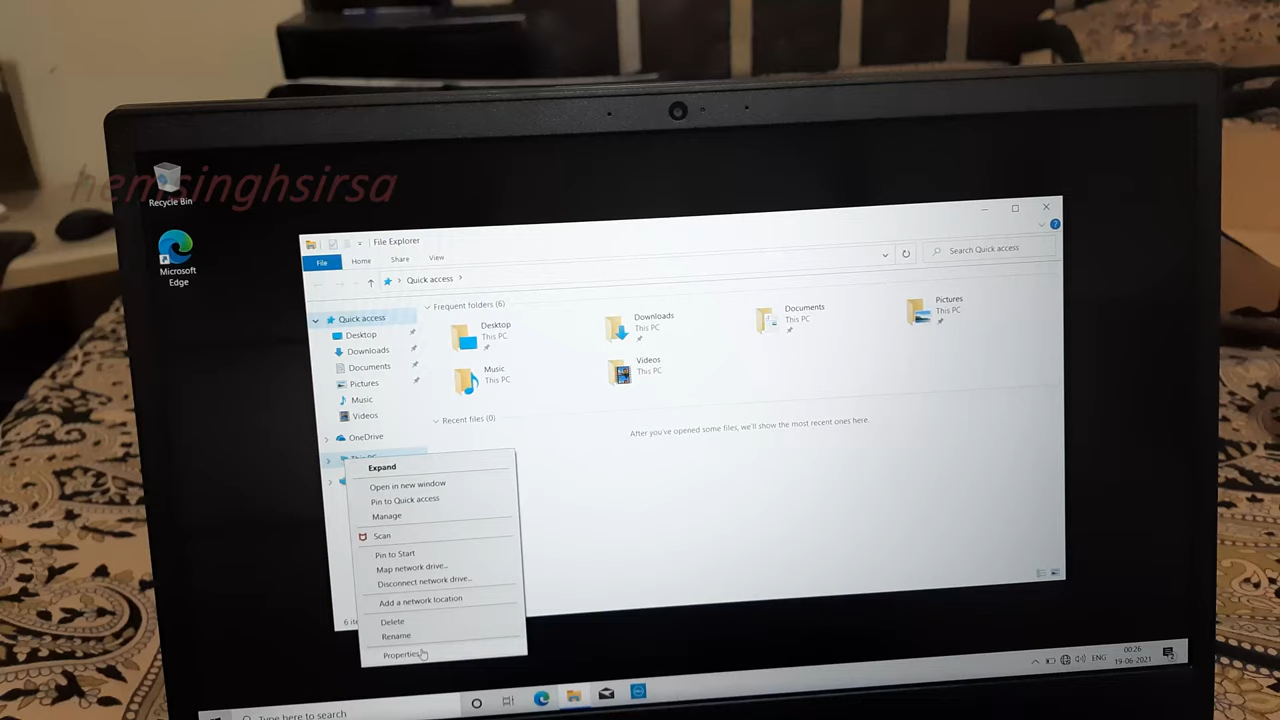 hemsinghsirsa
Recycle Bin
Microsoft
Edge
File Explorer
File
Home
Share
View
Quick access
Search Quick access
Quick access
Desktop
Downloads
Documents
Pictures
Music
Videos
OneDrive
This PC
Frequent folders (6)
Desktop
This PC
Downloads
This PC
Documents
This PC
Pictures
This PC
Music
This PC
Videos
This PC
Recent files (0)
After you've opened some files, we'll show the most recent ones here.
Expand
Open in new window
Pin to Quick access
Manage
Scan
Pin to Start
Map network drive...
Disconnect network drive...
Add a network location
Delete
Rename
Properties
ENG
00:26
19-06-2021
Type here to search